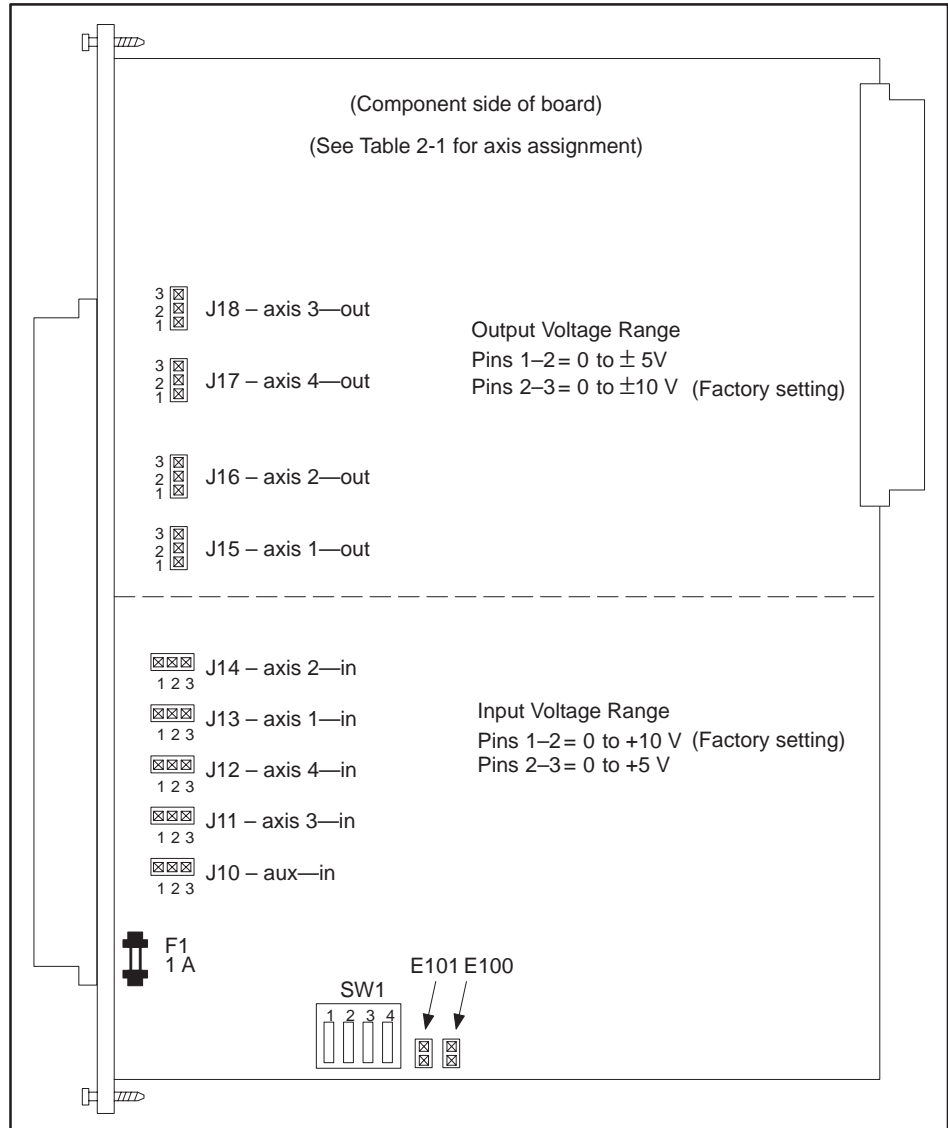 (Component side of board)
(See Table 2-1 for axis assignment)
3
2
1
J18 – axis 3—out
Output Voltage Range
Pins 1–2 = 0 to ± 5V
Pins 2–3 = 0 to ±10 V (Factory setting)
3
2
1
J17 – axis 4—out
3
2
1
J16 – axis 2—out
3
2
1
J15 – axis 1—out
J14 – axis 2—in
1 2 3
J13 – axis 1—in
1 2 3
Input Voltage Range
Pins 1–2 = 0 to +10 V (Factory setting)
Pins 2–3 = 0 to +5 V
J12 – axis 4—in
1 2 3
J11 – axis 3—in
1 2 3
J10 – aux—in
1 2 3
F1
1 A
SW1
1 2 3 4
E101 E100